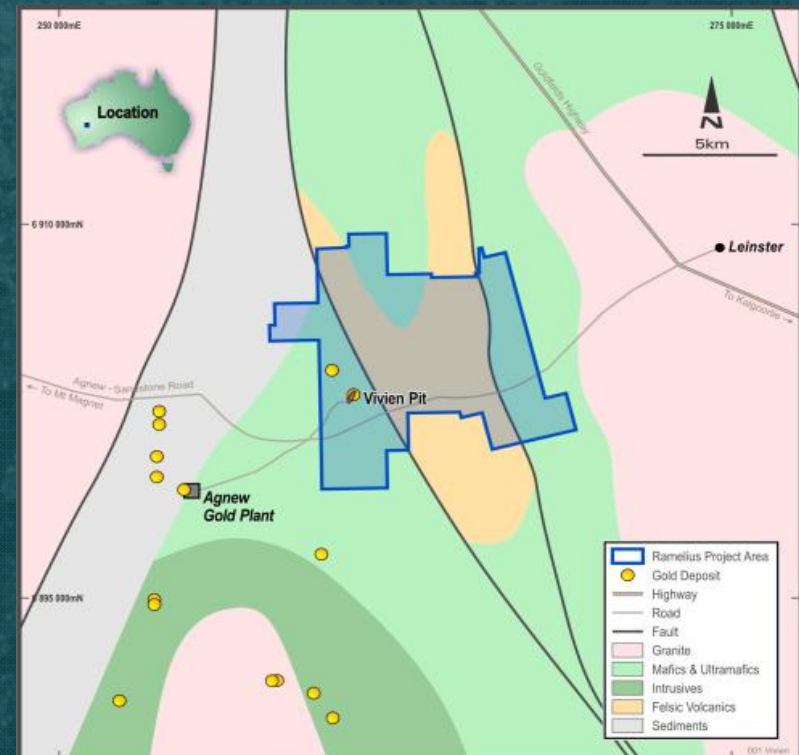 250 000mE
275 000mE
Location
Goldfields Highway
N
5km
6 910 000mN
Leinster
To Kalgoorlie →
Agnew - Sandstone Road
← To Mt Magnet
Vivien Pit
Agnew
Gold Plant
6 895 000mN
Ramelius Project Area
Gold Deposit
Highway
Road
Fault
Granite
Mafics & Ultramafics
Intrusives
Felsic Volcanics
Sediments
001 Vivien